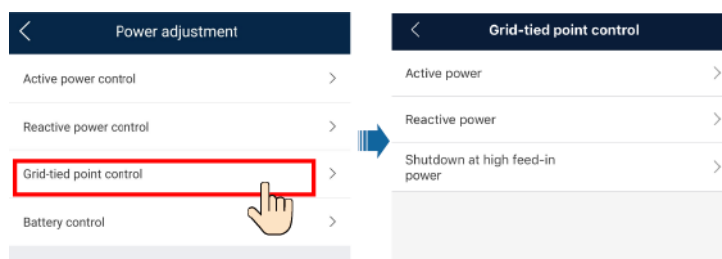 Power adjustment
Active power control
Reactive power control
Grid-tied point control
Battery control
Grid-tied point control
Active power
Reactive power
Shutdown at high feed-in
power